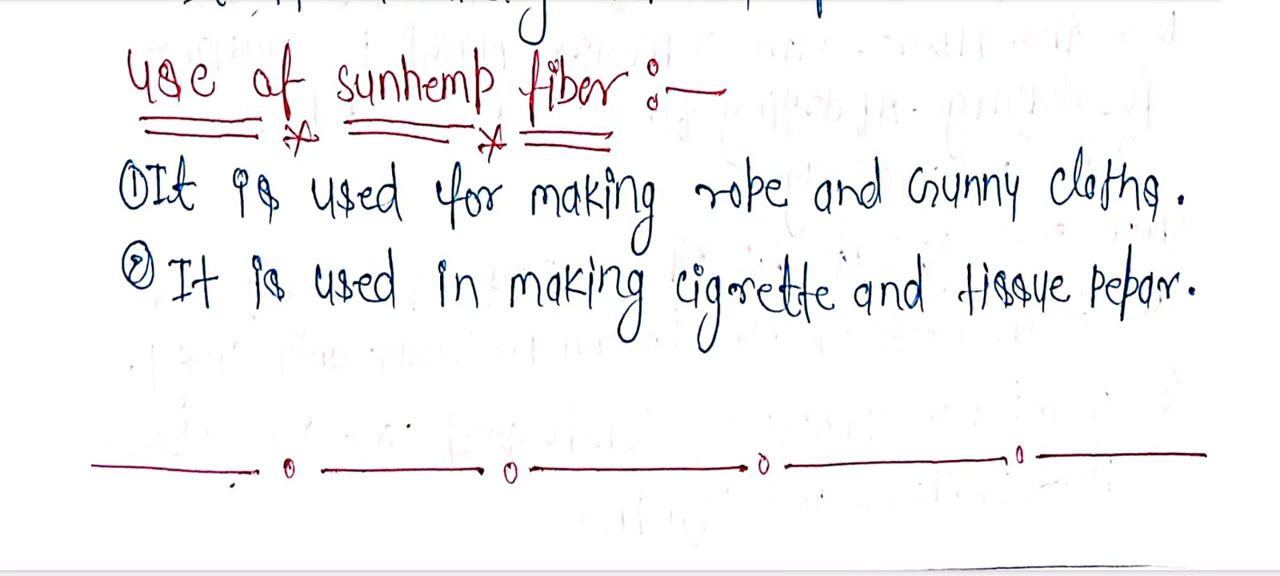 Use of sunhemp fiber :-
① It is used for making rope and Gunny cloths.
② It is used in making cigrette and tissue pepar.